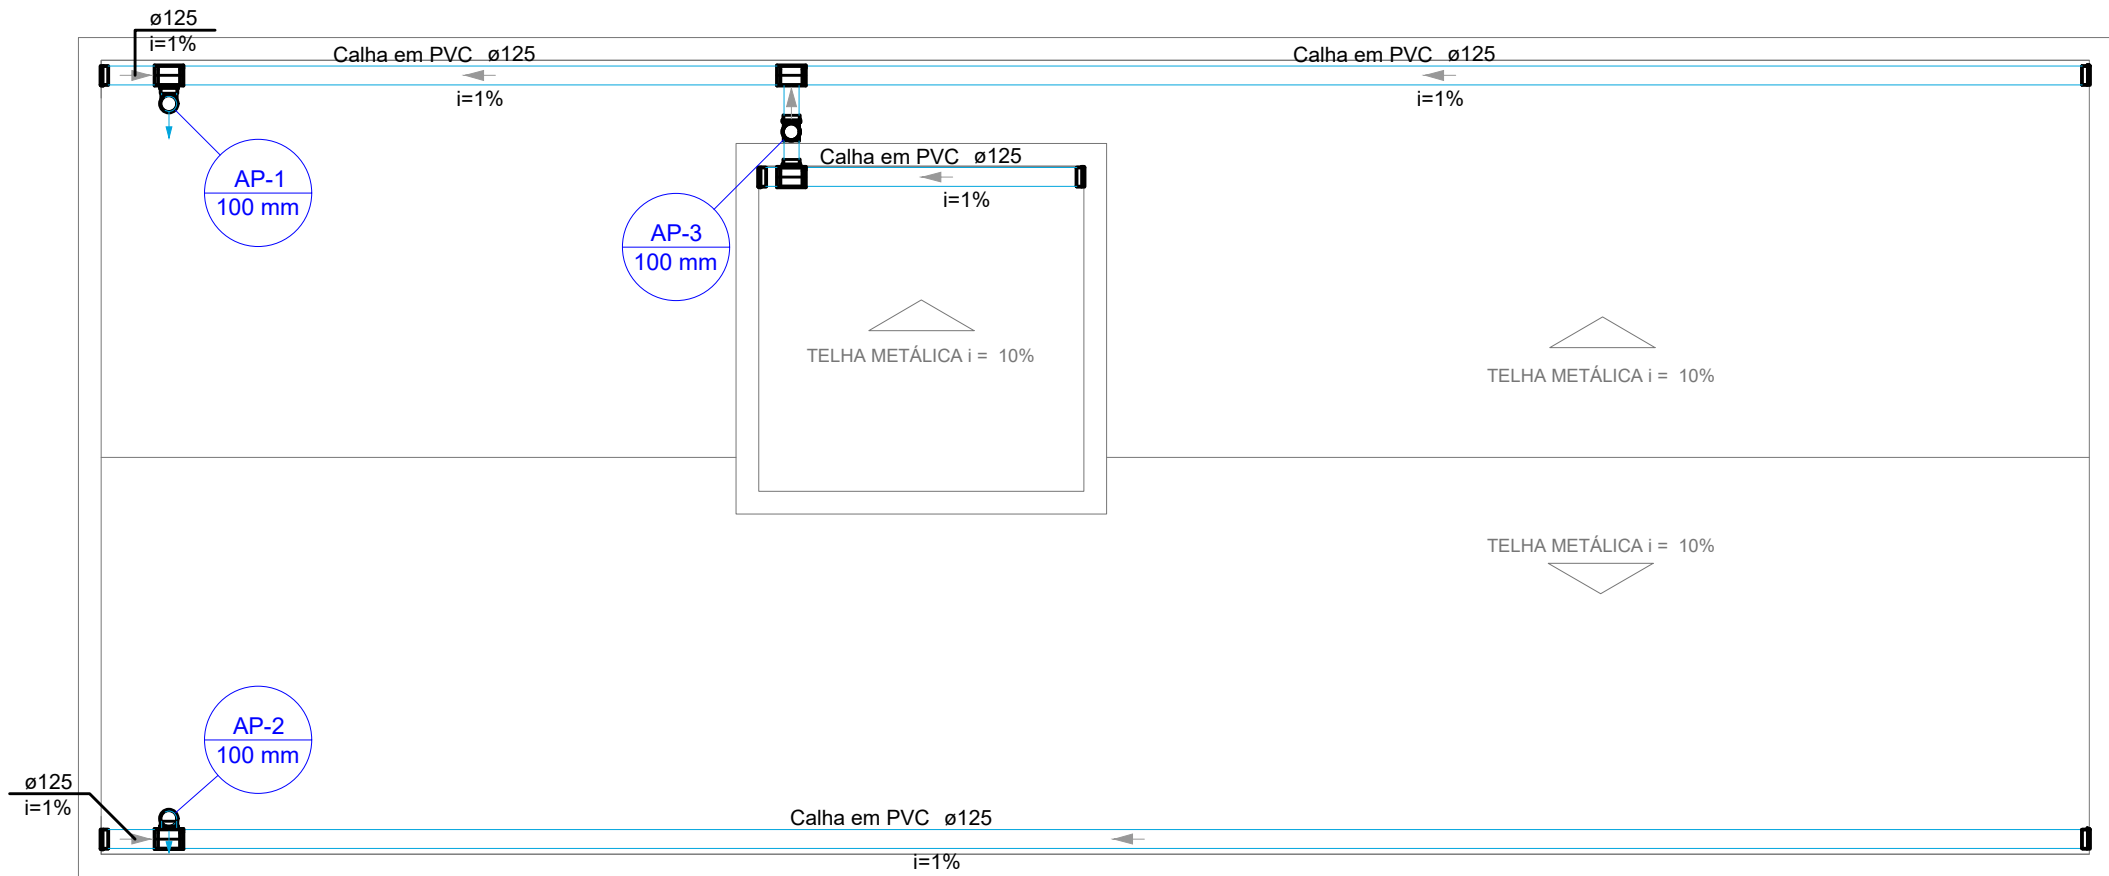 ø125
i=1%
Calha em PVC ø125
i=1%
Calha em PVC ø125
i=1%
AP-1
100 mm
Calha em PVC ø125
i=1%
AP-3
100 mm
TELHA METÁLICA i = 10%
TELHA METÁLICA i = 10%
TELHA METÁLICA i = 10%
AP-2
100 mm
ø125
i=1%
Calha em PVC ø125
i=1%